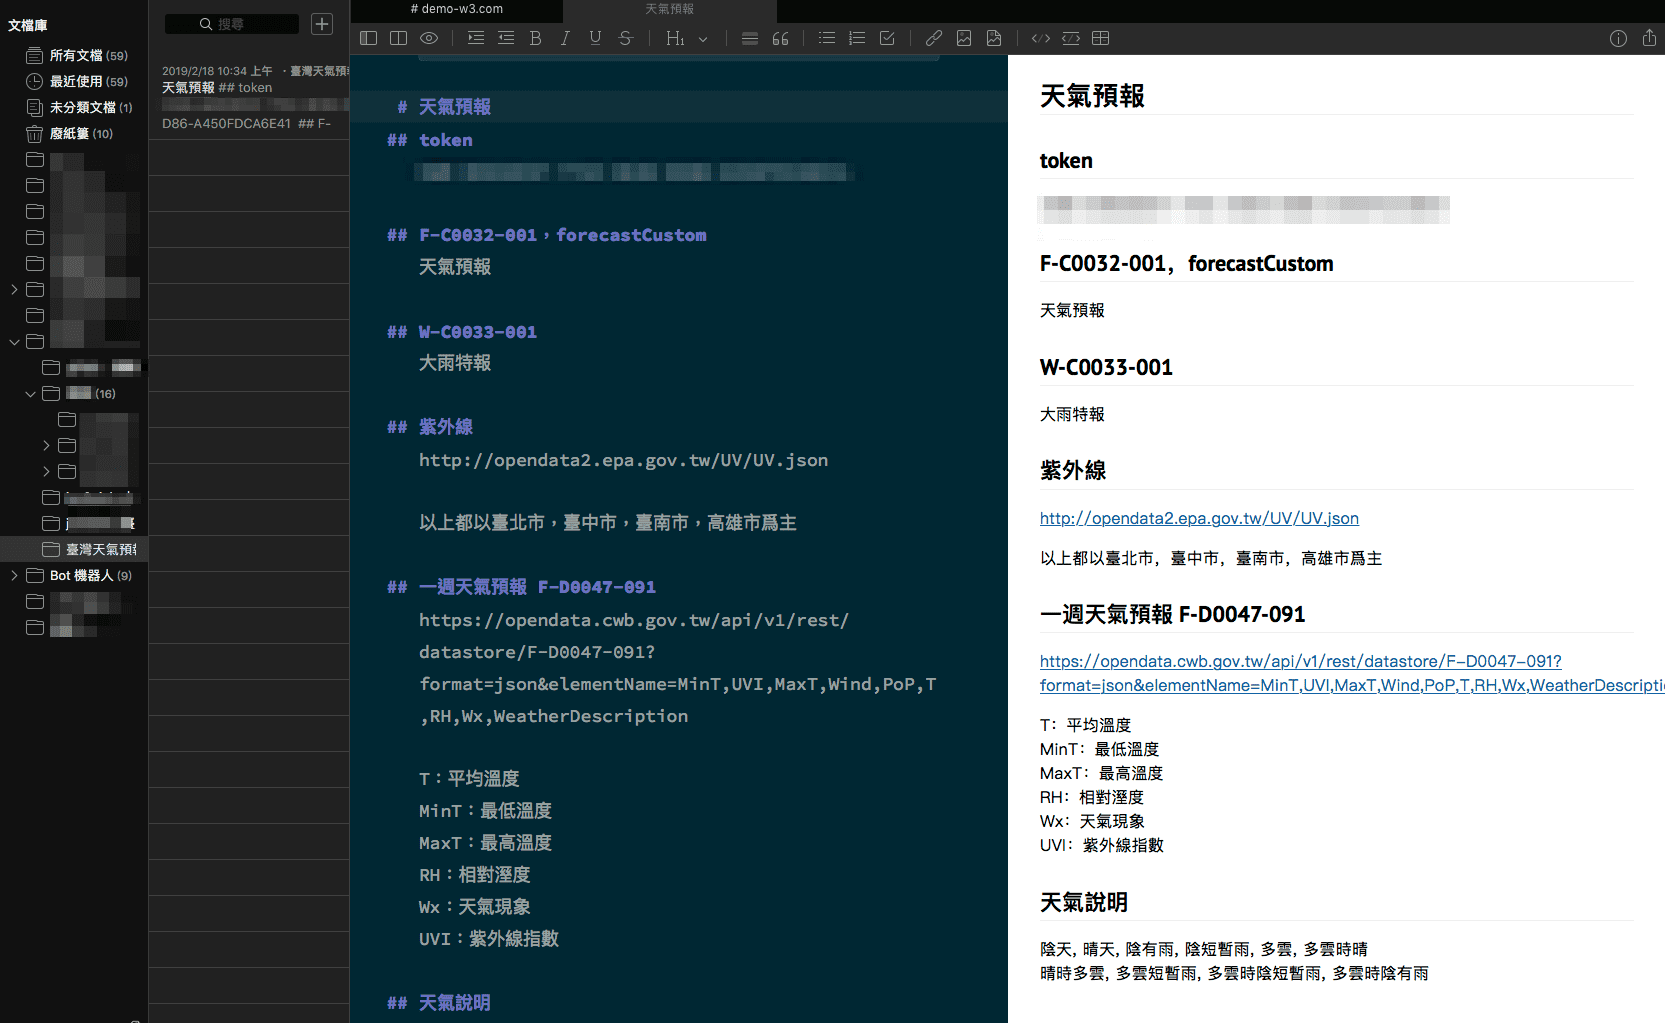 文檔庫
所有文檔 (59)
最近使用 (59)
未分類文檔 (1)
廢紙簍 (10)
(16)
臺灣天氣預報
Bot 機器人 (9)
搜尋
2019/2/18 10:34 上午 ・臺灣天氣預報
天氣預報 ## token
D86-A450FDCA6E41 ## F-
# demo-w3.com
天氣預報
H₁
# 天氣預報
## token
## F-C0032-001，forecastCustom
天氣預報
## W-C0033-001
大雨特報
## 紫外線
http://opendata2.epa.gov.tw/UV/UV.json
以上都以臺北市，臺中市，臺南市，高雄市爲主
## 一週天氣預報 F-D0047-091
https://opendata.cwb.gov.tw/api/v1/rest/
datastore/F-D0047-091?
format=json&elementName=MinT,UVI,MaxT,Wind,PoP,T
,RH,Wx,WeatherDescription
T：平均溫度
MinT：最低溫度
MaxT：最高溫度
RH：相對溼度
Wx：天氣現象
UVI：紫外線指數
## 天氣說明
天氣預報
token
F-C0032-001，forecastCustom
天氣預報
W-C0033-001
大雨特報
紫外線
http://opendata2.epa.gov.tw/UV/UV.json
以上都以臺北市，臺中市，臺南市，高雄市爲主
一週天氣預報 F-D0047-091
https://opendata.cwb.gov.tw/api/v1/rest/datastore/F-D0047-091?
format=json&elementName=MinT,UVI,MaxT,Wind,PoP,T,RH,Wx,WeatherDescripti
T：平均溫度
MinT：最低溫度
MaxT：最高溫度
RH：相對溼度
Wx：天氣現象
UVI：紫外線指數
天氣說明
陰天, 晴天, 陰有雨, 陰短暫雨, 多雲, 多雲時晴
晴時多雲, 多雲短暫雨, 多雲時陰短暫雨, 多雲時陰有雨